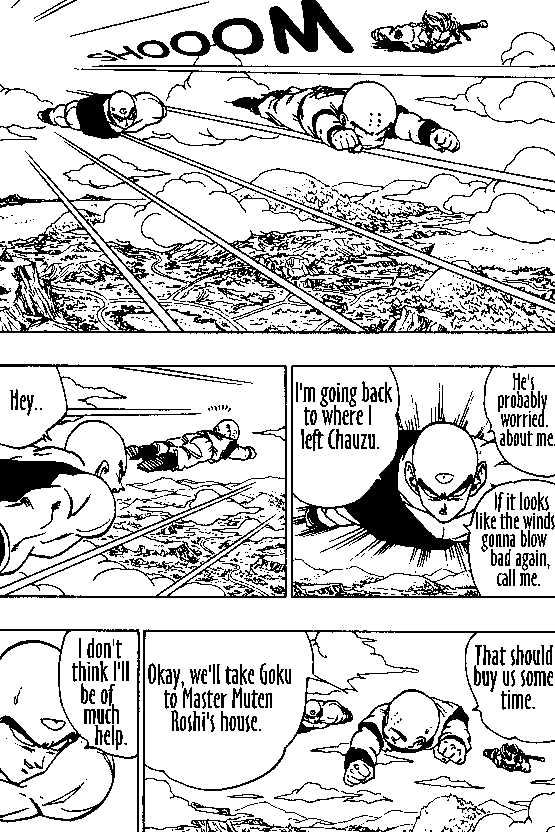 SHOOOOM
Hey..
I'm going back
to where I
left Chauzu.
He's
probably
worried.
about me.
If it looks
like the winds
gonna blow
bad again,
call me.
I don't
think I'll
be of
much
help.
Okay, we'll take Goku
to Master Muten
Roshi's house.
That should
buy us some
time.